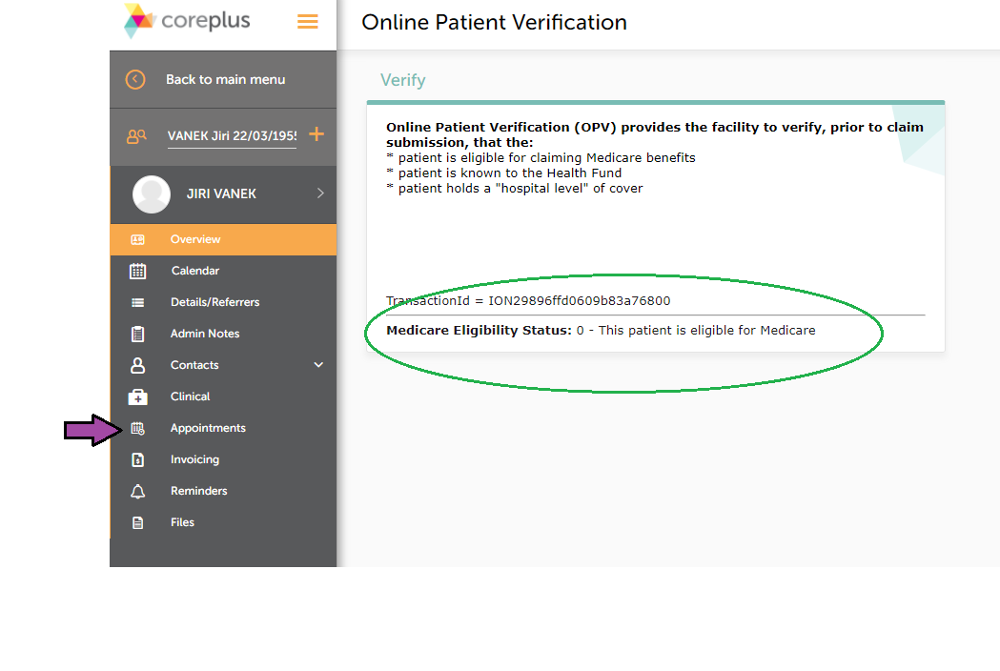 coreplus
Online Patient Verification
Back to main menu
VANEK Jiri 22/03/195
JIRI VANEK
Overview
Calendar
Details/Referrers
Admin Notes
Contacts
Clinical
Appointments
Invoicing
Reminders
Files
Verify
Online Patient Verification (OPV) provides the facility to verify, prior to claim
submission, that the:
* patient is eligible for claiming Medicare benefits
* patient is known to the Health Fund
* patient holds a "hospital level" of cover
TransactionId = ION29896ffd0609b83a76800
Medicare Eligibility Status: 0 - This patient is eligible for Medicare